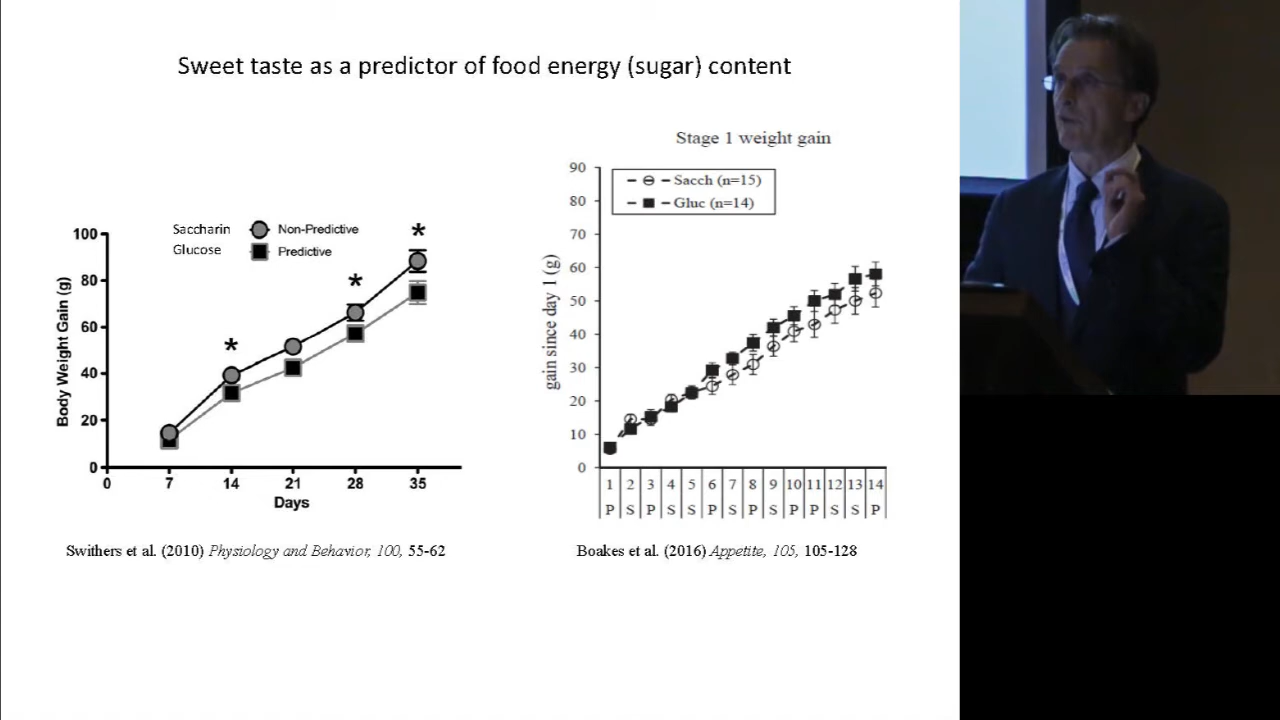 Sweet taste as a predictor of food energy (sugar) content
Saccharin Non-Predictive
Glucose Predictive
*
*
*
100
80
60
40
20
0
Body Weight Gain (g)
0 7 14 21 28 35
Days
Swithers et al. (2010) Physiology and Behavior, 100, 55-62
Stage 1 weight gain
Sacch (n=15)
Gluc (n=14)
90
80
70
60
50
40
30
20
10
0
gain since day 1 (g)
1 2 3 4 5 6 7 8 9 10 11 12 13 14
P S P S S P S P S P P S S P
Boakes et al. (2016) Appetite, 105, 105-128